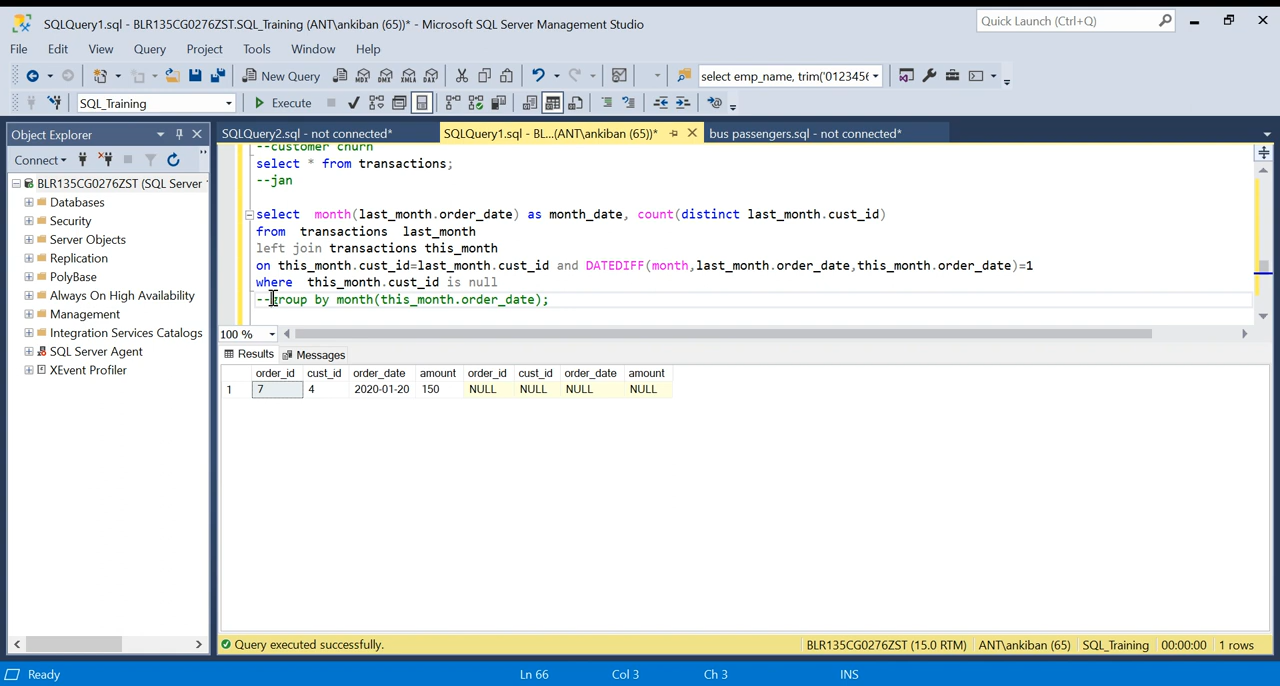 SQLQuery1.sql - BLR135CG0276ZST.SQL_Training (ANT\ankiban (65))* - Microsoft SQL Server Management Studio
Quick Launch (Ctrl+Q)
File Edit View Query Project Tools Window Help
New Query
MDX DMX XMLA DAX
select emp_name, trim('012345(
SQL_Training
Execute
Object Explorer
SQLQuery2.sql - not connected*
SQLQuery1.sql - BL...(ANT\ankiban (65))*
bus passengers.sql - not connected*
Connect
BLR135CG0276ZST (SQL Server
Databases
Security
Server Objects
Replication
PolyBase
Always On High Availability
Management
Integration Services Catalogs
SQL Server Agent
XEvent Profiler
--customer churn
select * from transactions;
--jan
select month(last_month.order_date) as month_date, count(distinct last_month.cust_id)
from transactions last_month
left join transactions this_month
on this_month.cust_id=last_month.cust_id and DATEDIFF(month,last_month.order_date,this_month.order_date)=1
where this_month.cust_id is null
--group by month(this_month.order_date);
100 %
Results Messages
order_id cust_id order_date amount order_id cust_id order_date amount
1 7 4 2020-01-20 150 NULL NULL NULL NULL
Query executed successfully.
BLR135CG0276ZST (15.0 RTM) ANT\ankiban (65) SQL_Training 00:00:00 1 rows
Ready
Ln 66 Col 3 Ch 3 INS